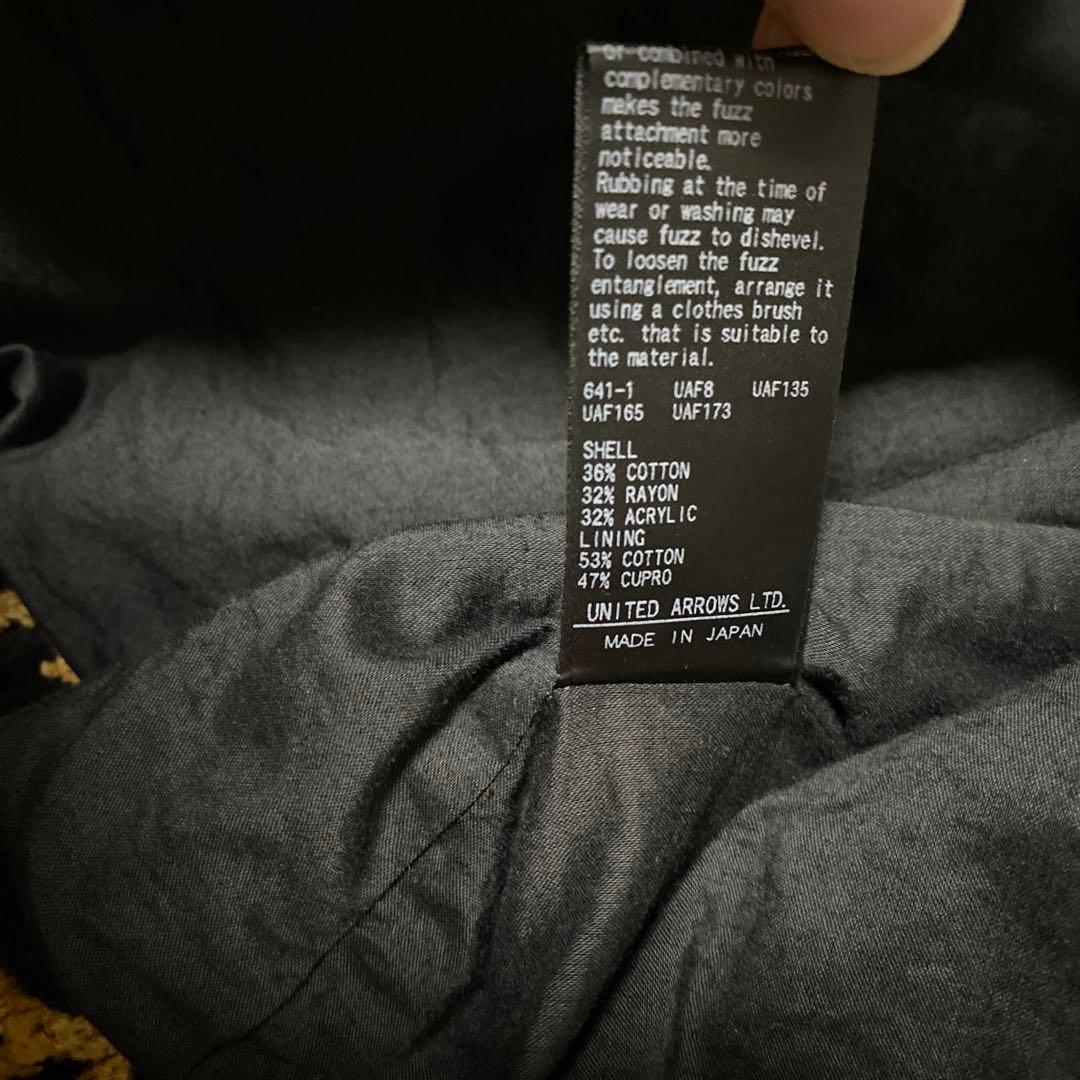 or combined with
complementary colors
makes the fuzz
attachment more
noticeable.
Rubbing at the time of
wear or washing may
cause fuzz to dishevel.
To loosen the fuzz
entanglement, arrange it
using a clothes brush
etc. that is suitable to
the material.
641-1 UAF8 UAF135
UAF165 UAF173
SHELL
36% COTTON
32% RAYON
32% ACRYLIC
LINING
53% COTTON
47% CUPRO
UNITED ARROWS LTD.
MADE IN JAPAN